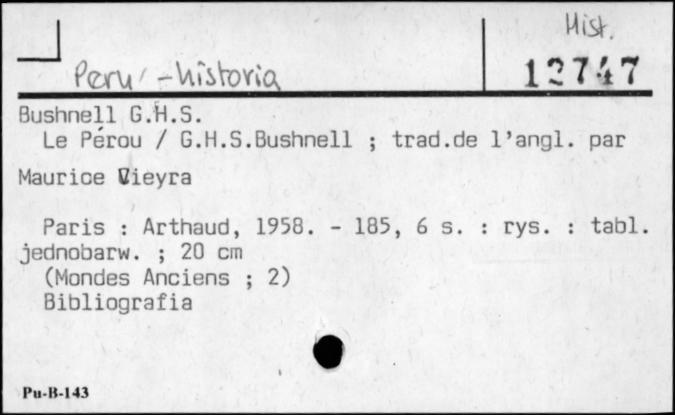 Hist.
Peru - historia
12747
Bushnell G.H.S.
Le Pérou / G.H.S.Bushnell ; trad.de l'angl. par
Maurice Vieyra
Paris : Arthaud, 1958. - 185, 6 s. : rys. : tabl.
jednobarw. ; 20 cm
(Mondes Anciens ; 2)
Bibliografia
Pu-B-143